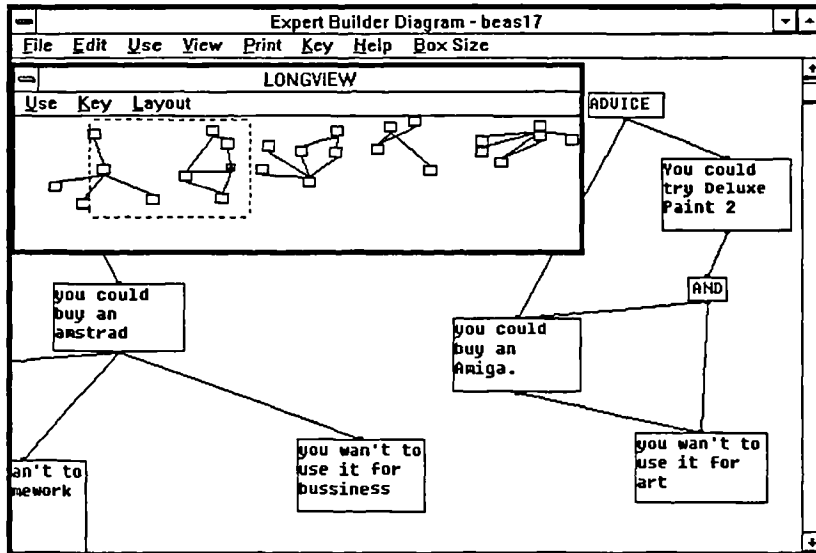 Expert Builder Diagram - beas17
File Edit Use View Print Key Help Box Size
LONGVIEW
Use Key Layout
ADVICE
You could
try Deluxe
Paint 2
AND
you could
buy an
amstrad
you could
buy an
Amiga.
an't to
mework
you wan't to
use it for
bussiness
you wan't to
use it for
art